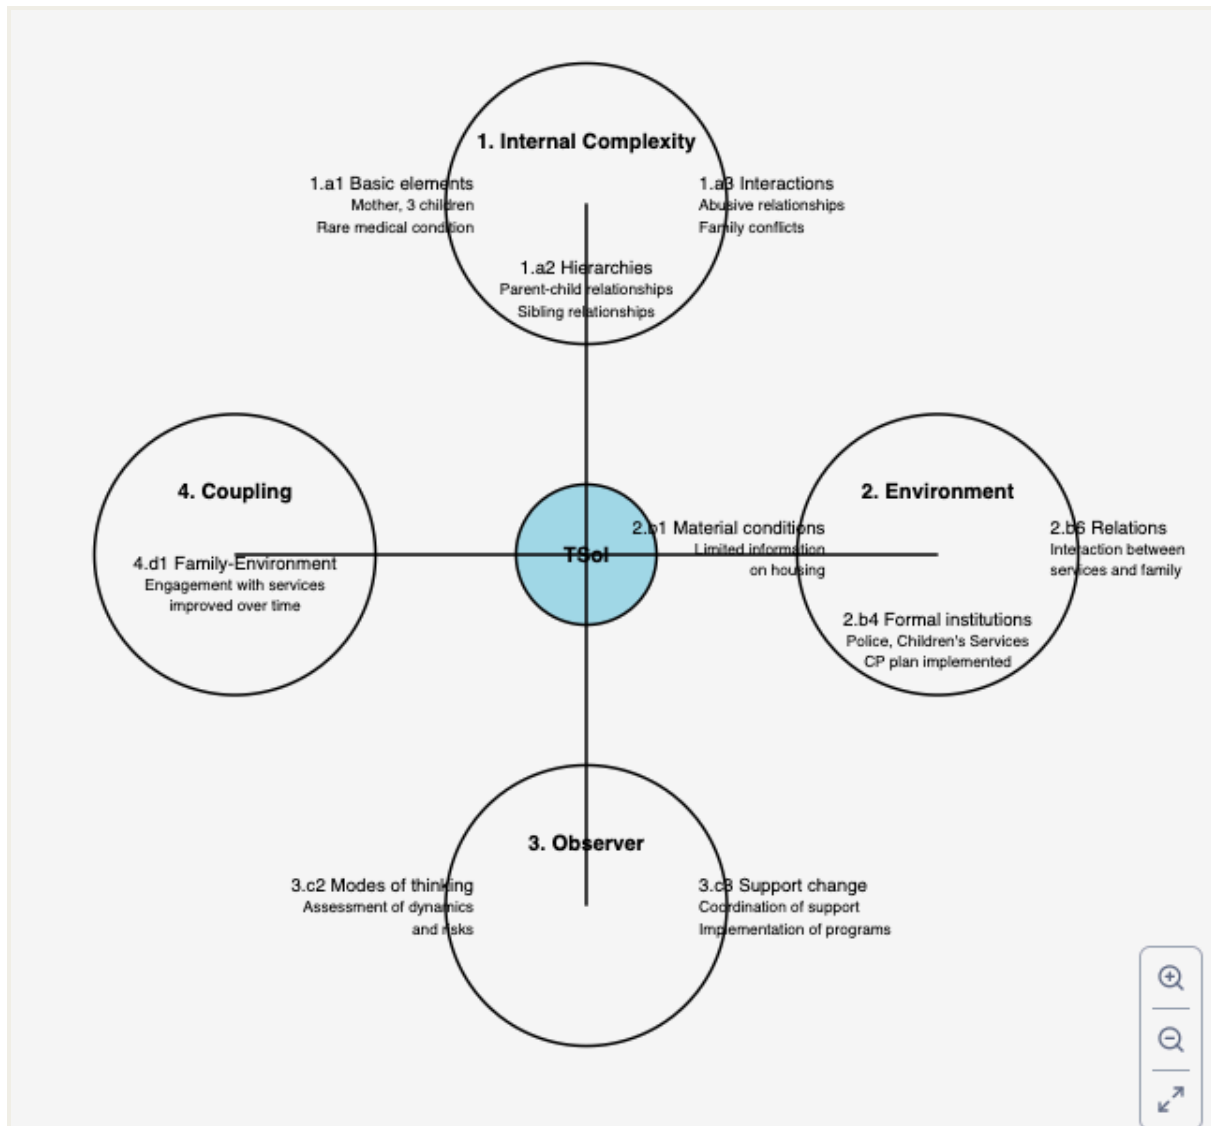 1. Internal Complexity
1.a1 Basic elements
Mother, 3 children
Rare medical condition
1.a3 Interactions
Abusive relationships
Family conflicts
1.a2 Hierarchies
Parent-child relationships
Sibling relationships
4. Coupling
4.d1 Family-Environment
Engagement with services
improved over time
TSol
2. Environment
2.b1 Material conditions
Limited information
on housing
2.b6 Relations
Interaction between
services and family
2.b4 Formal institutions
Police, Children's Services
CP plan implemented
3. Observer
3.c2 Modes of thinking
Assessment of dynamics
and risks
3.c3 Support change
Coordination of support
Implementation of programs